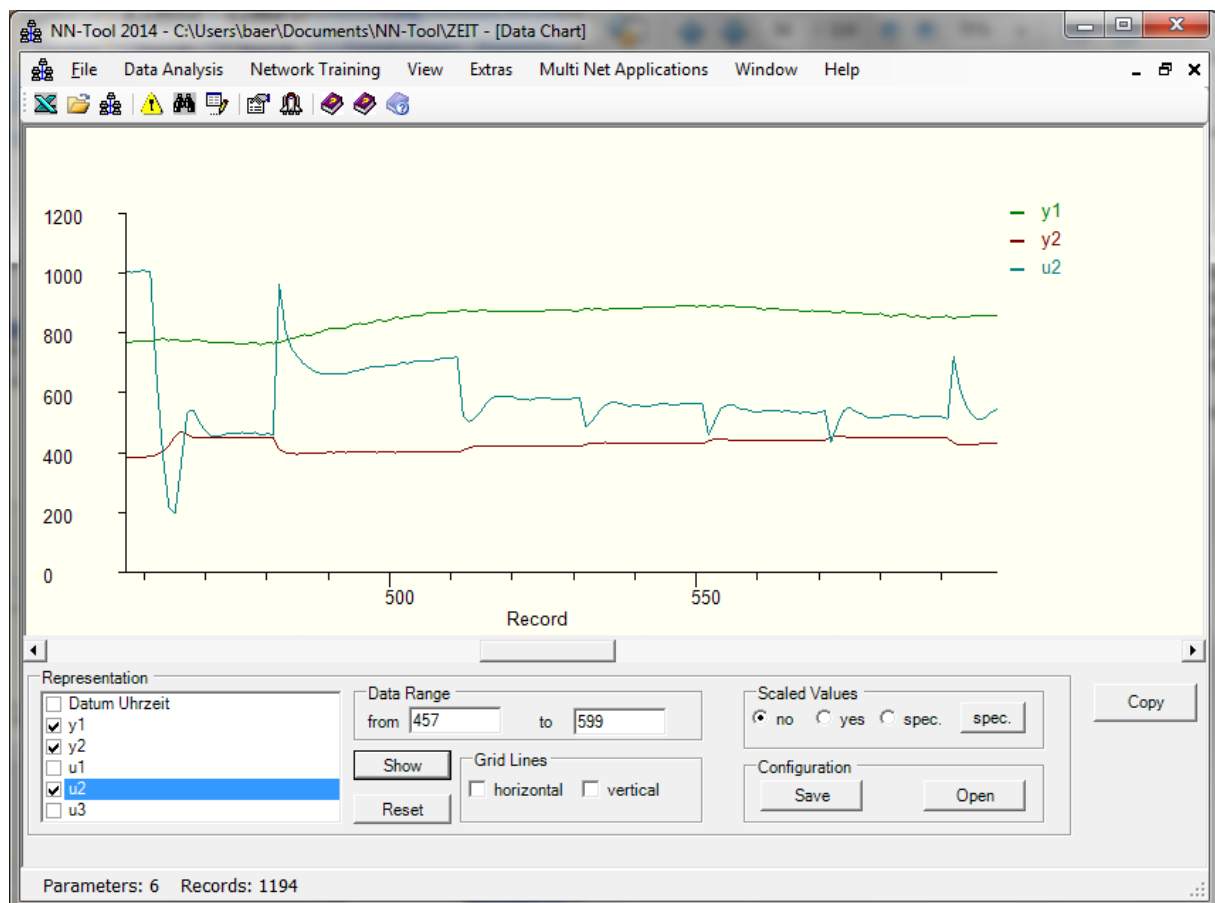 NN-Tool 2014 - C:\Users\baer\Documents\NN-Tool\ZEIT - [Data Chart]
File Data Analysis Network Training View Extras Multi Net Applications Window Help
1200
1000
800
600
400
200
0
500
550
Record
y1
y2
u2
Representation
Datum Uhrzeit
y1
y2
u1
u2
u3
Data Range
from 457 to 599
Show
Reset
Grid Lines
horizontal vertical
Scaled Values
no yes spec. spec.
Configuration
Save Open
Copy
Parameters: 6 Records: 1194